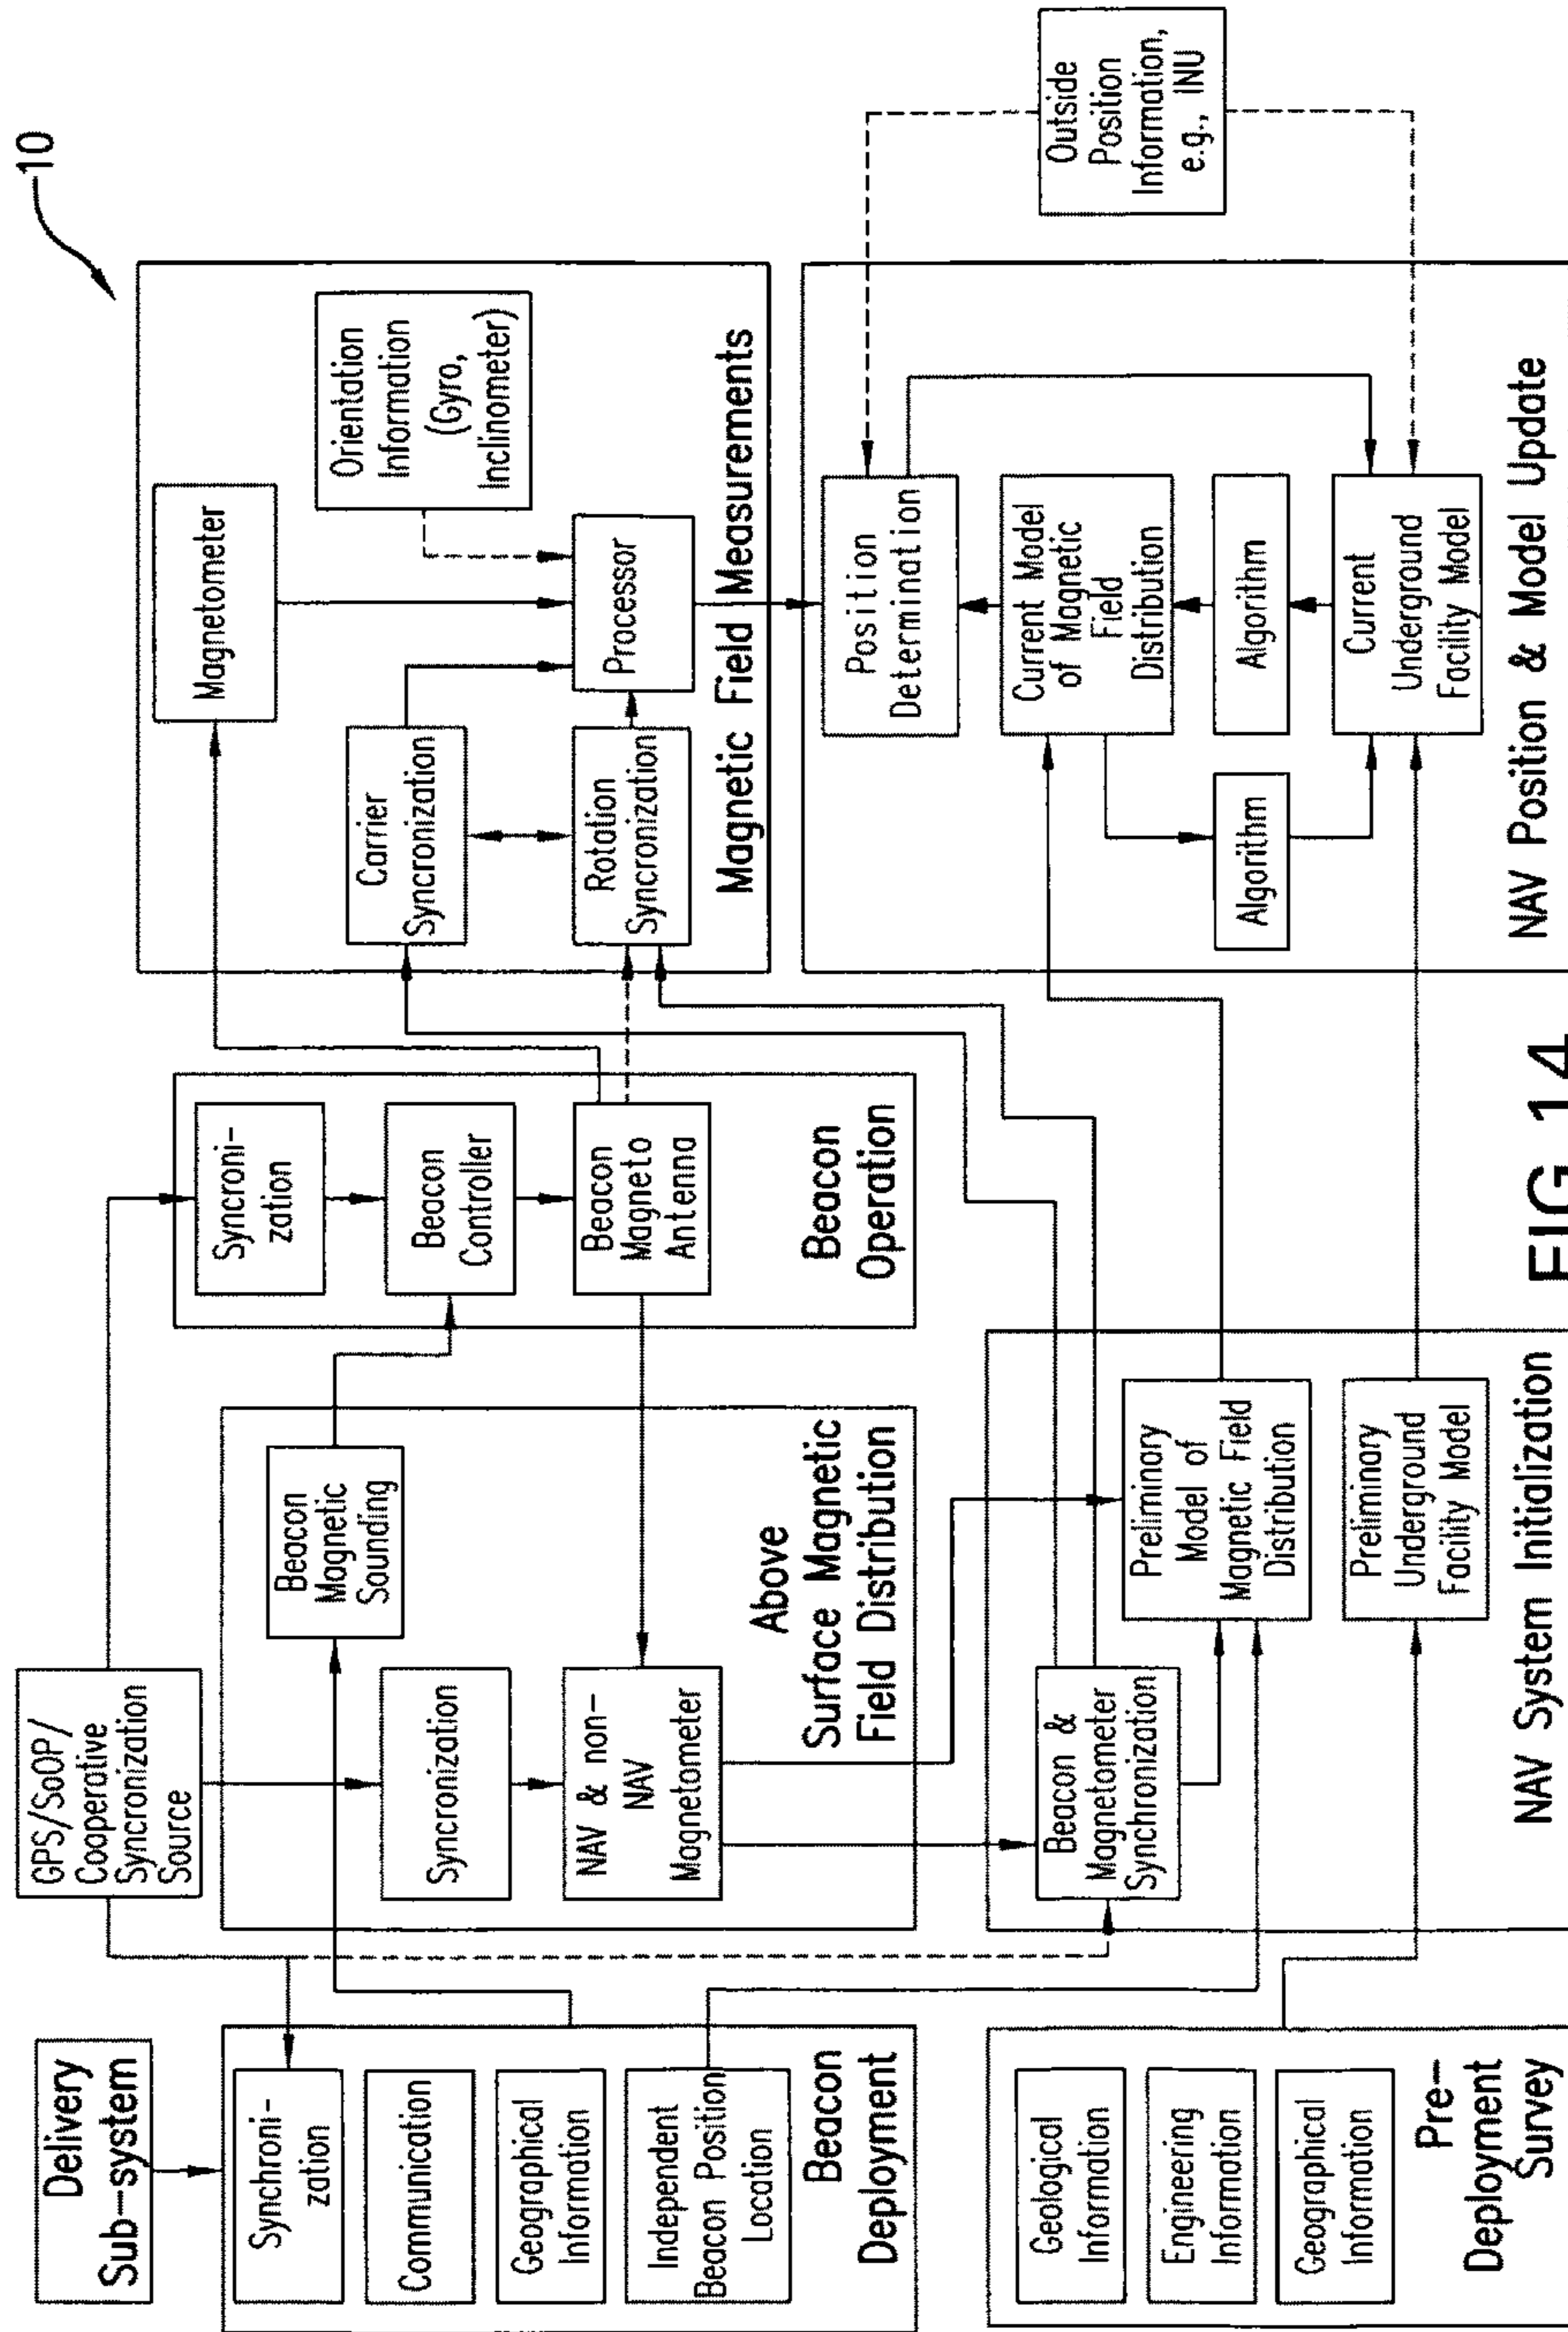 10
Delivery
Sub-system
GPS/SoOP/
Cooperative
Syncronization
Source
Synchroni-
zation
Communication
Geographical
Information
Independent
Beacon Position
Location
Beacon
Deployment
Beacon
Magnetic
Sounding
Syncronization
NAV & non-
NAV
Magnetometer
Above
Surface Magnetic
Field Distribution
Syncroni-
zation
Beacon
Controller
Beacon
Magneto
Antenna
Beacon
Operation
Magnetometer
Carrier
Syncronization
Rotation
Syncronization
Orientation
Information
(Gyro,
Inclinometer)
Processor
Magnetic Field Measurements
Geological
Information
Engineering
Information
Geographical
Information
Pre-
Deployment
Survey
Beacon &
Magnetometer
Synchronization
Preliminary
Model of
Magnetic Field
Distribution
Preliminary
Underground
Facility Model
NAV System Initialization
Position
Determination
Current Model
of Magnetic
Field
Distribution
Algorithm
Algorithm
Current
Underground
Facility Model
NAV Position & Model Update
Outside
Position
Information,
e.g., INU
FIG 14